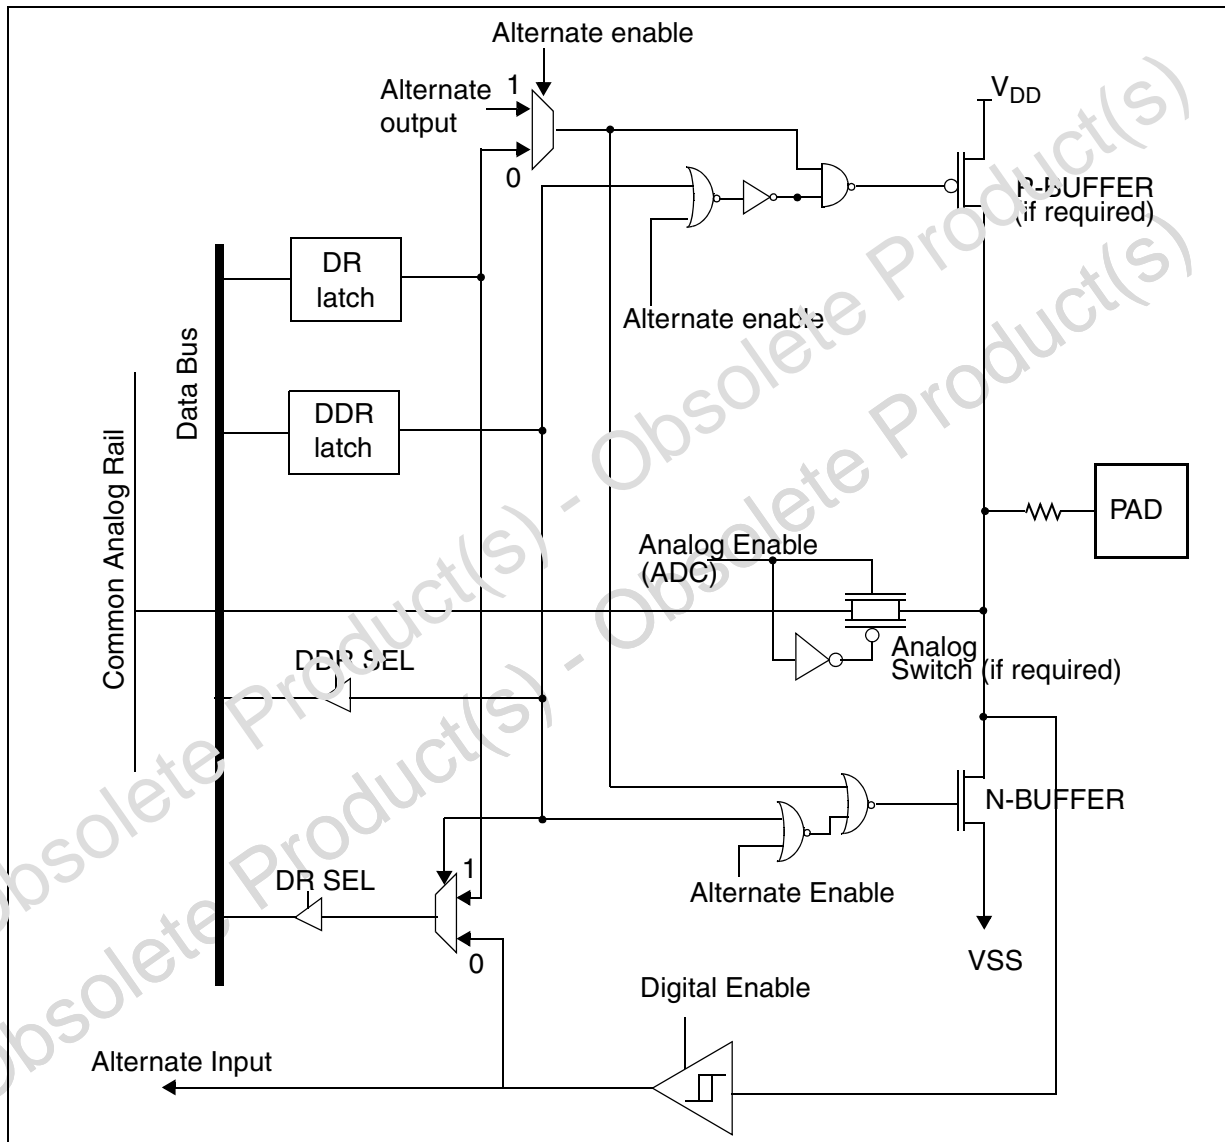 Alternate enable
Alternate
output
1
0
VDD
P-BUFFER
(if required)
DR
latch
Alternate enable
Data Bus
DDR
latch
Common Analog Rail
PAD
Analog Enable
(ADC)
Analog
Switch (if required)
DDR SEL
N-BUFFER
1
DR SEL
Alternate Enable
0
VSS
Digital Enable
Alternate Input
Obsolete Product(s) - Obsolete Product(s)
Obsolete Product(s) - Obsolete Product(s)